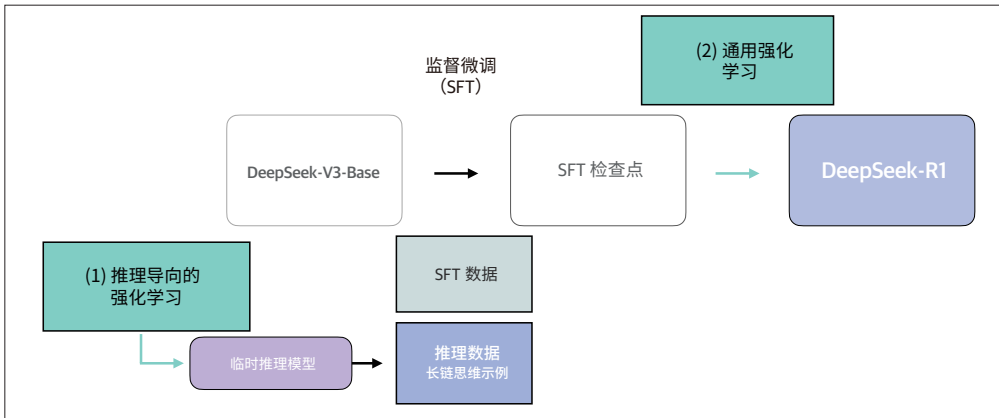 (2) 通用强化
学习
监督微调
（SFT）
DeepSeek-V3-Base
SFT 检查点
DeepSeek-R1
(1) 推理导向的
强化学习
SFT 数据
临时推理模型
推理数据
长链思维示例